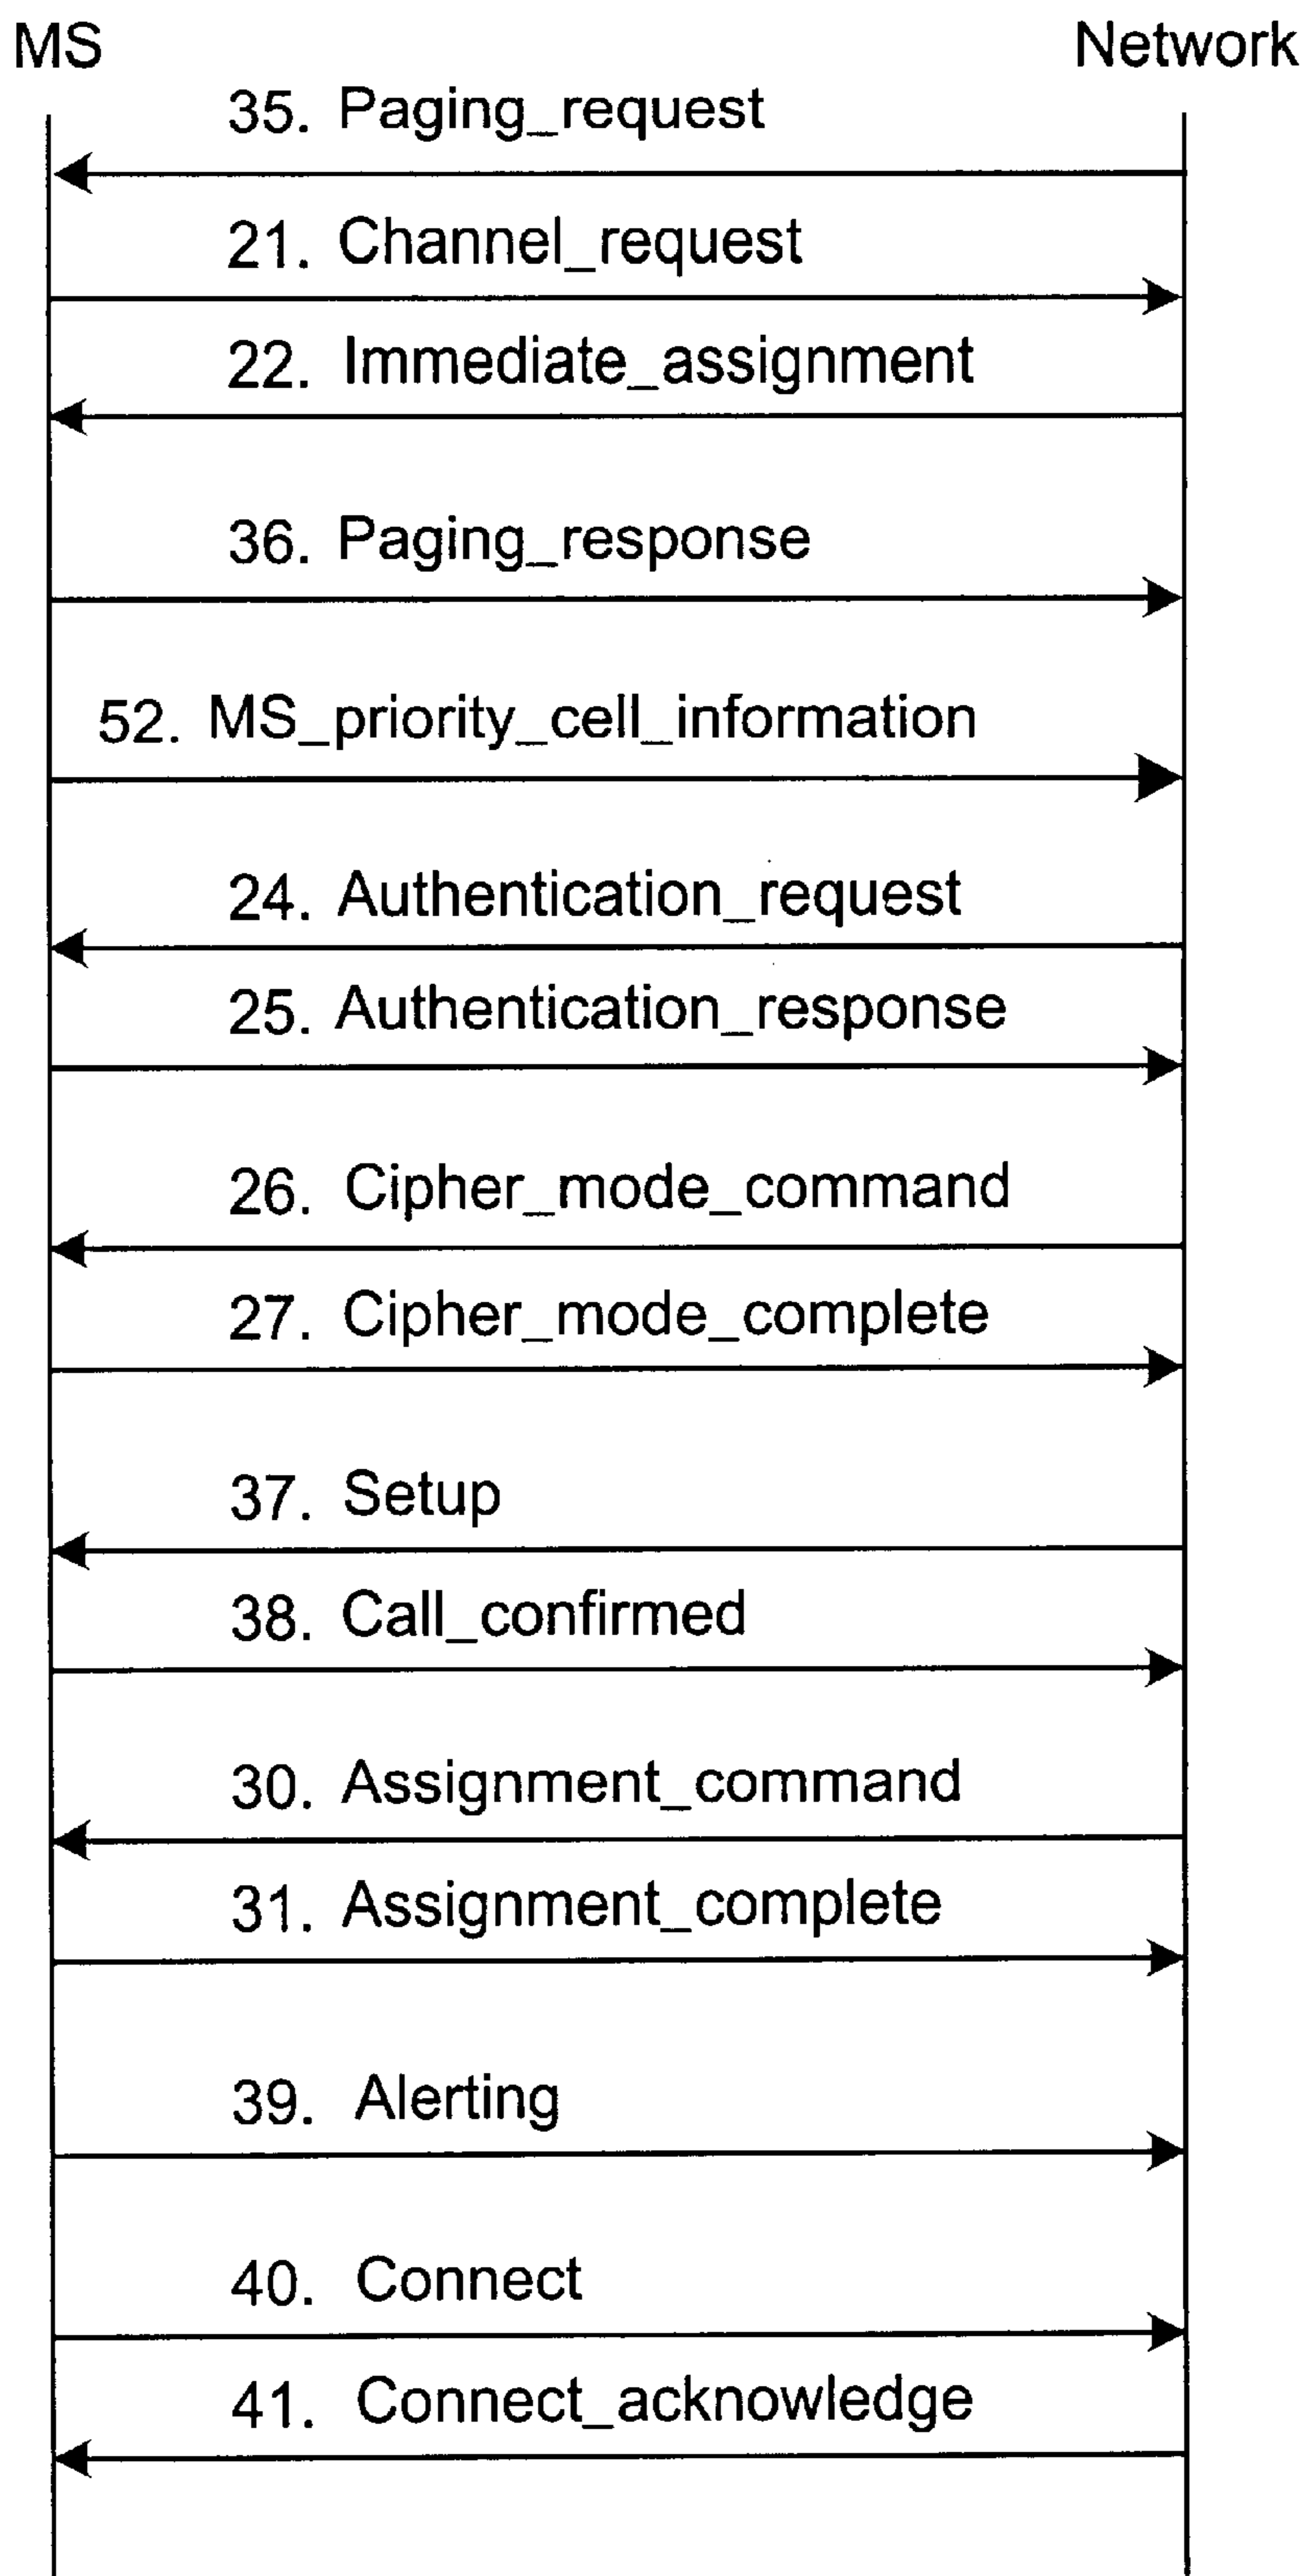 MS Network
35. Paging_request
21. Channel_request
22. Immediate_assignment
36. Paging_response
52. MS_priority_cell_information
24. Authentication_request
25. Authentication_response
26. Cipher_mode_command
27. Cipher_mode_complete
37. Setup
38. Call_confirmed
30. Assignment_command
31. Assignment_complete
39. Alerting
40. Connect
41. Connect_acknowledge